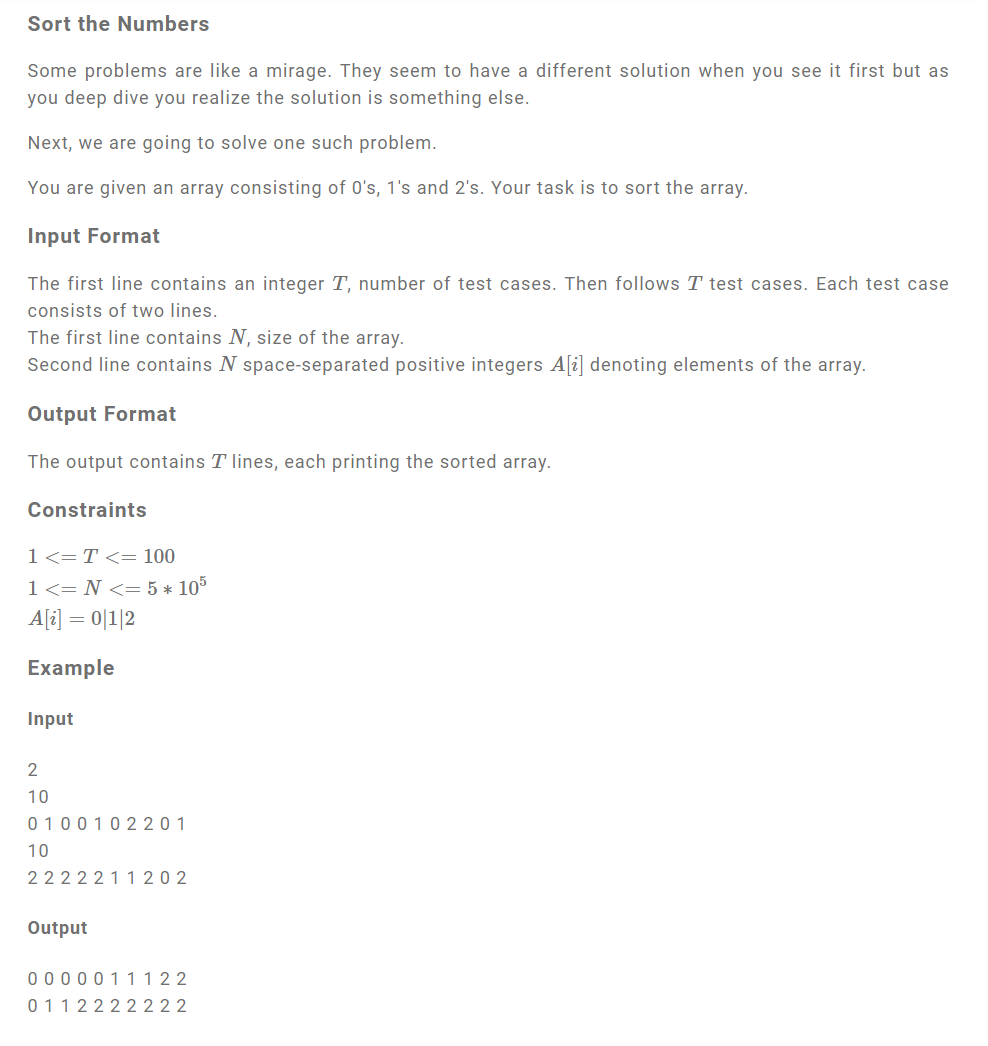 Sort the Numbers
Some problems are like a mirage. They seem to have a different solution when you see it first but as
you deep dive you realize the solution is something else.
Next, we are going to solve one such problem.
You are given an array consisting of 0's, 1's and 2's. Your task is to sort the array.
Input Format
The first line contains an integer T, number of test cases. Then follows T test cases. Each test case
consists of two lines.
The first line contains N, size of the array.
Second line contains N space-separated positive integers A[i] denoting elements of the array.
Output Format
The output contains T lines, each printing the sorted array.
Constraints
1 <= T <= 100
1 <= N <= 5 ∗ 10⁵
A[i] = 0|1|2
Example
Input
2
10
0 1 0 0 1 0 2 2 0 1
10
2 2 2 2 2 1 1 2 0 2
Output
0 0 0 0 0 1 1 1 2 2
0 1 1 2 2 2 2 2 2 2